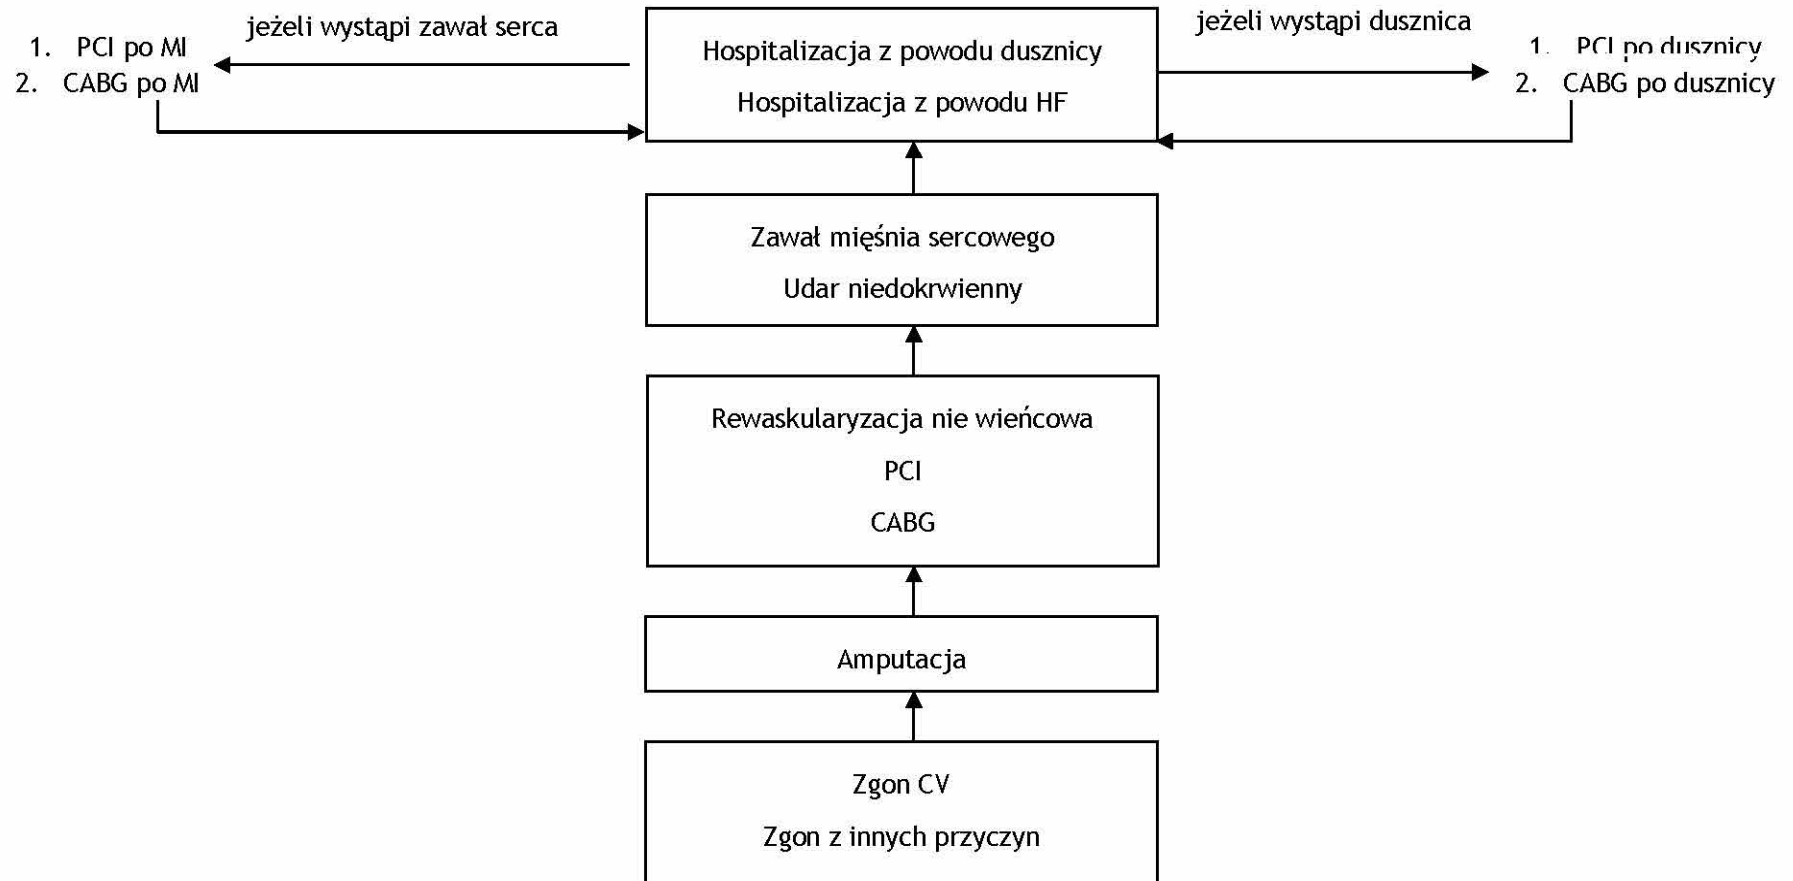 jeżeli wystąpi zawał serca
1. PCI po MI
2. CABG po MI
Hospitalizacja z powodu dusznicy
Hospitalizacja z powodu HF
jeżeli wystąpi dusznica
1. PCI po dusznicy
2. CABG po dusznicy
Zawał mięśnia sercowego
Udar niedokrwienny
Rewaskularyzacja nie wieńcowa
PCI
CABG
Amputacja
Zgon CV
Zgon z innych przyczyn